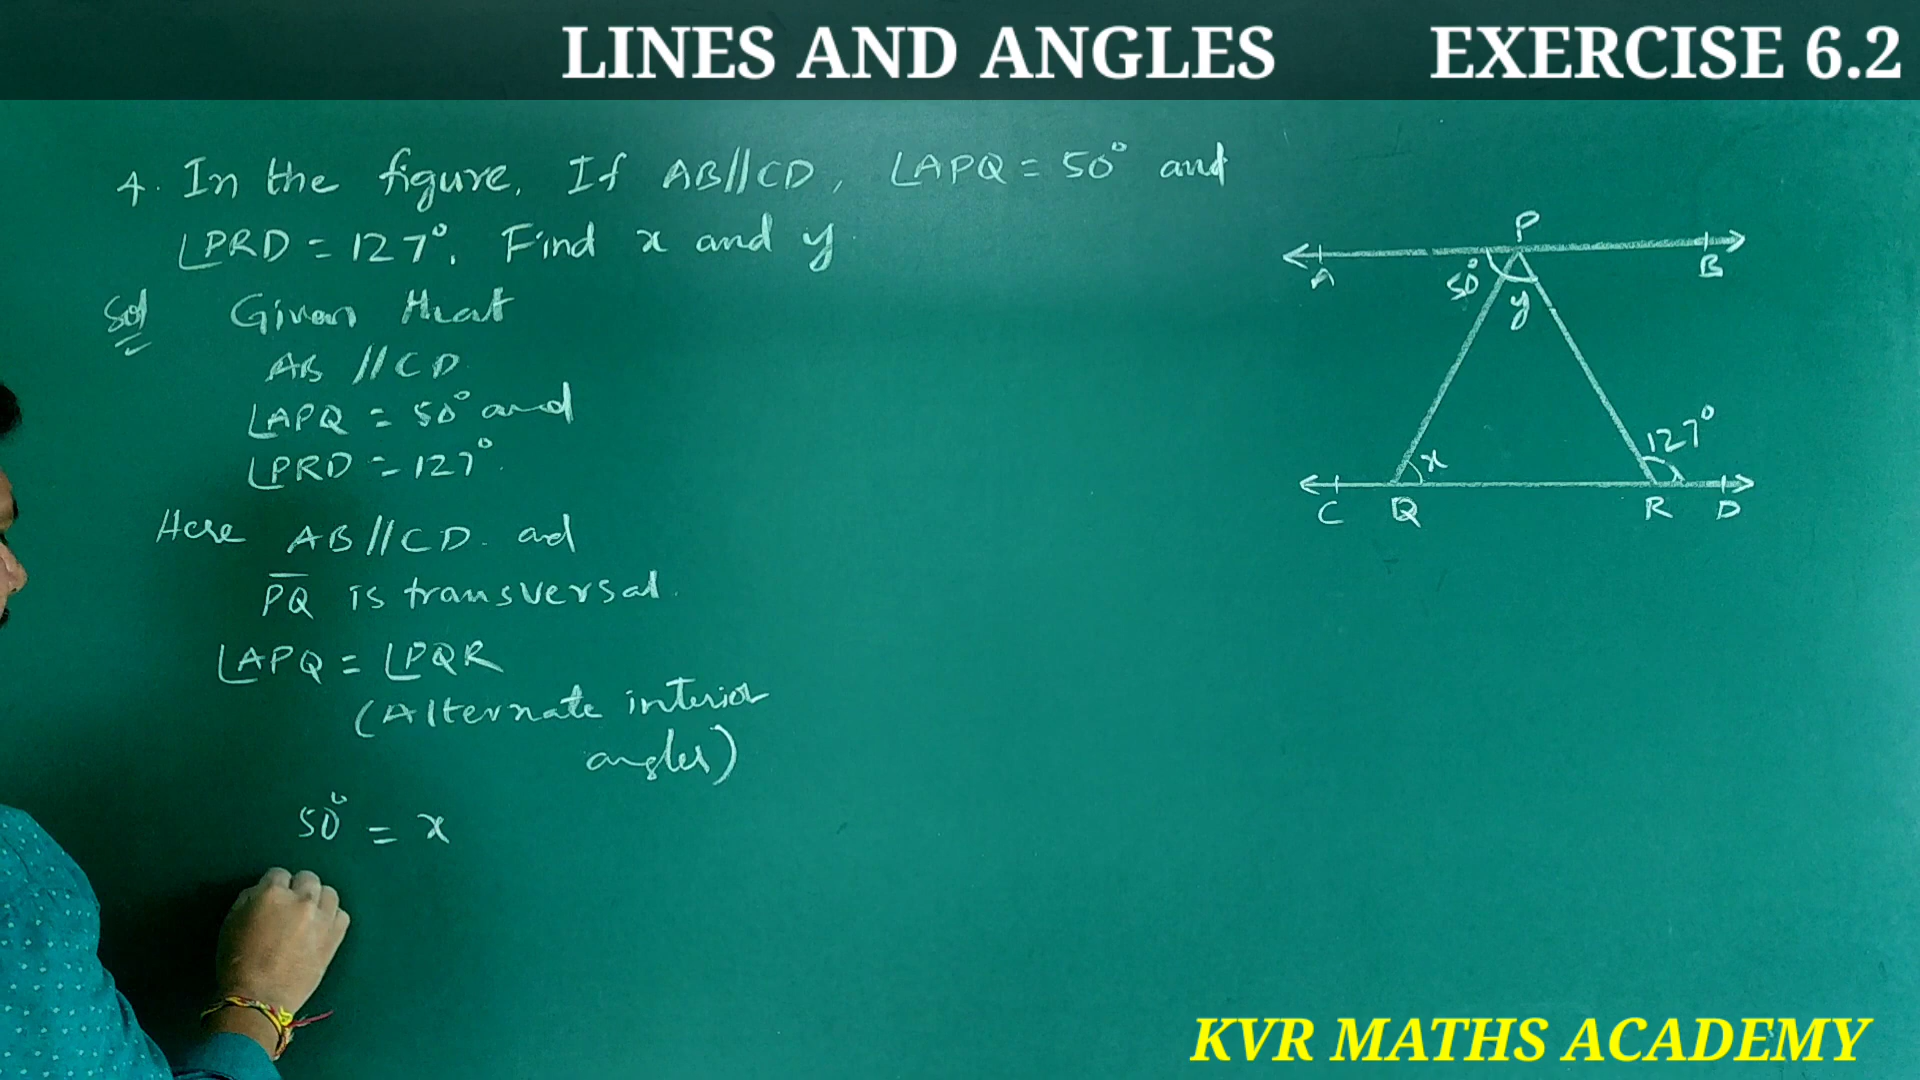 LINES AND ANGLES EXERCISE 6.2
4. In the figure, If AB//CD, ∠APQ = 50° and
∠PRD = 127°. Find x and y.
Sol Given that
AB // CD
∠APQ = 50° and
∠PRD = 127°.
Here AB//CD. and
PQ is transversal.
∠APQ = ∠PQR
(Alternate interior
angles)
50° = x
P
A
B
50°
y
127°
x
C Q R D
KVR MATHS ACADEMY